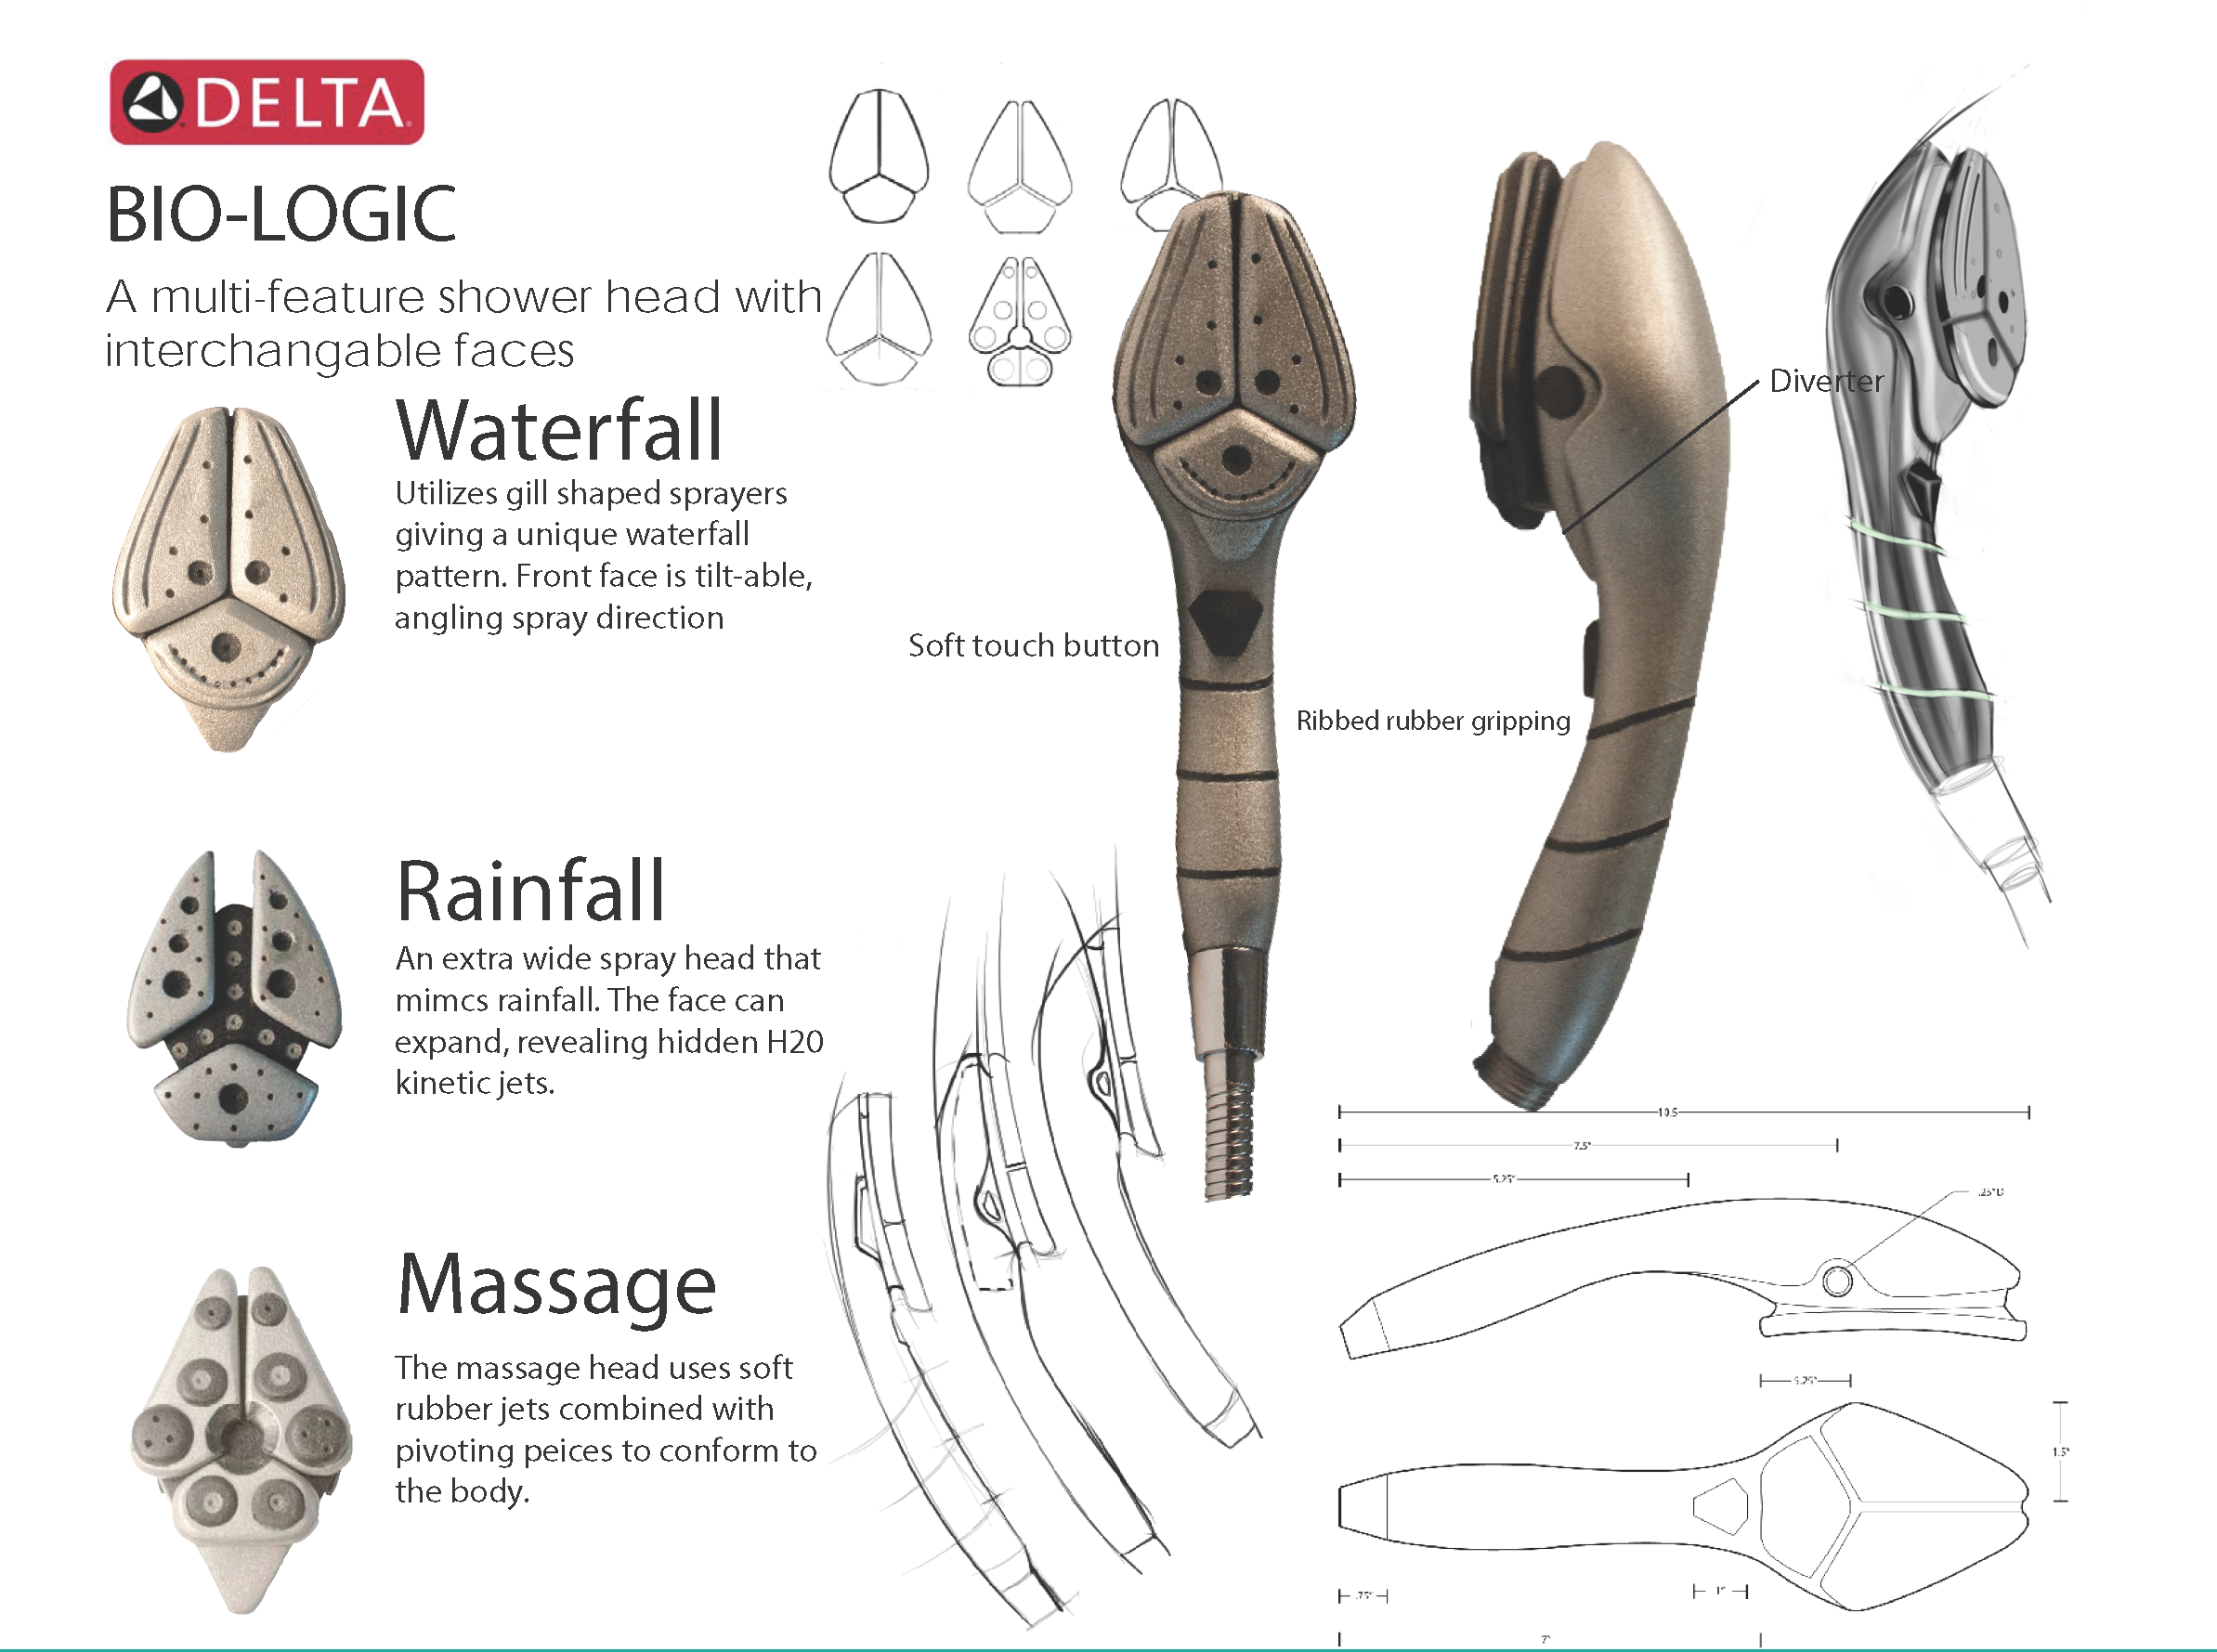 DELTA
BIO-LOGIC
A multi-feature shower head with
interchangable faces
Waterfall
Utilizes gill shaped sprayers
giving a unique waterfall
pattern. Front face is tilt-able,
angling spray direction
Rainfall
An extra wide spray head that
mimcs rainfall. The face can
expand, revealing hidden H20
kinetic jets.
Massage
The massage head uses soft
rubber jets combined with
pivoting peices to conform to
the body.
Soft touch button
Ribbed rubber gripping
Diverter
10.5
7.5"
5.25"
.25"D
5.25"
1.5"
.75"
1"
7"